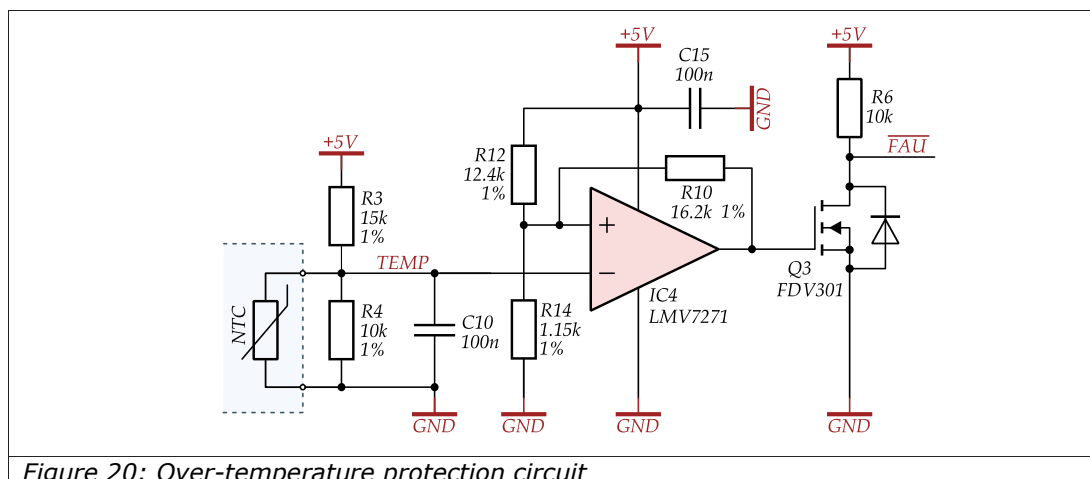 +5V
+5V
C15
100n
GND
R6
10k
FAU
+5V
R12
12.4k
1%
R10
16.2k 1%
R3
15k
1%
TEMP
+
−
Q3
FDV301
NTC
R4
10k
1%
C10
100n
R14
1.15k
1%
IC4
LMV7271
GND
GND
GND
GND
Figure 20: Over-temperature protection circuit